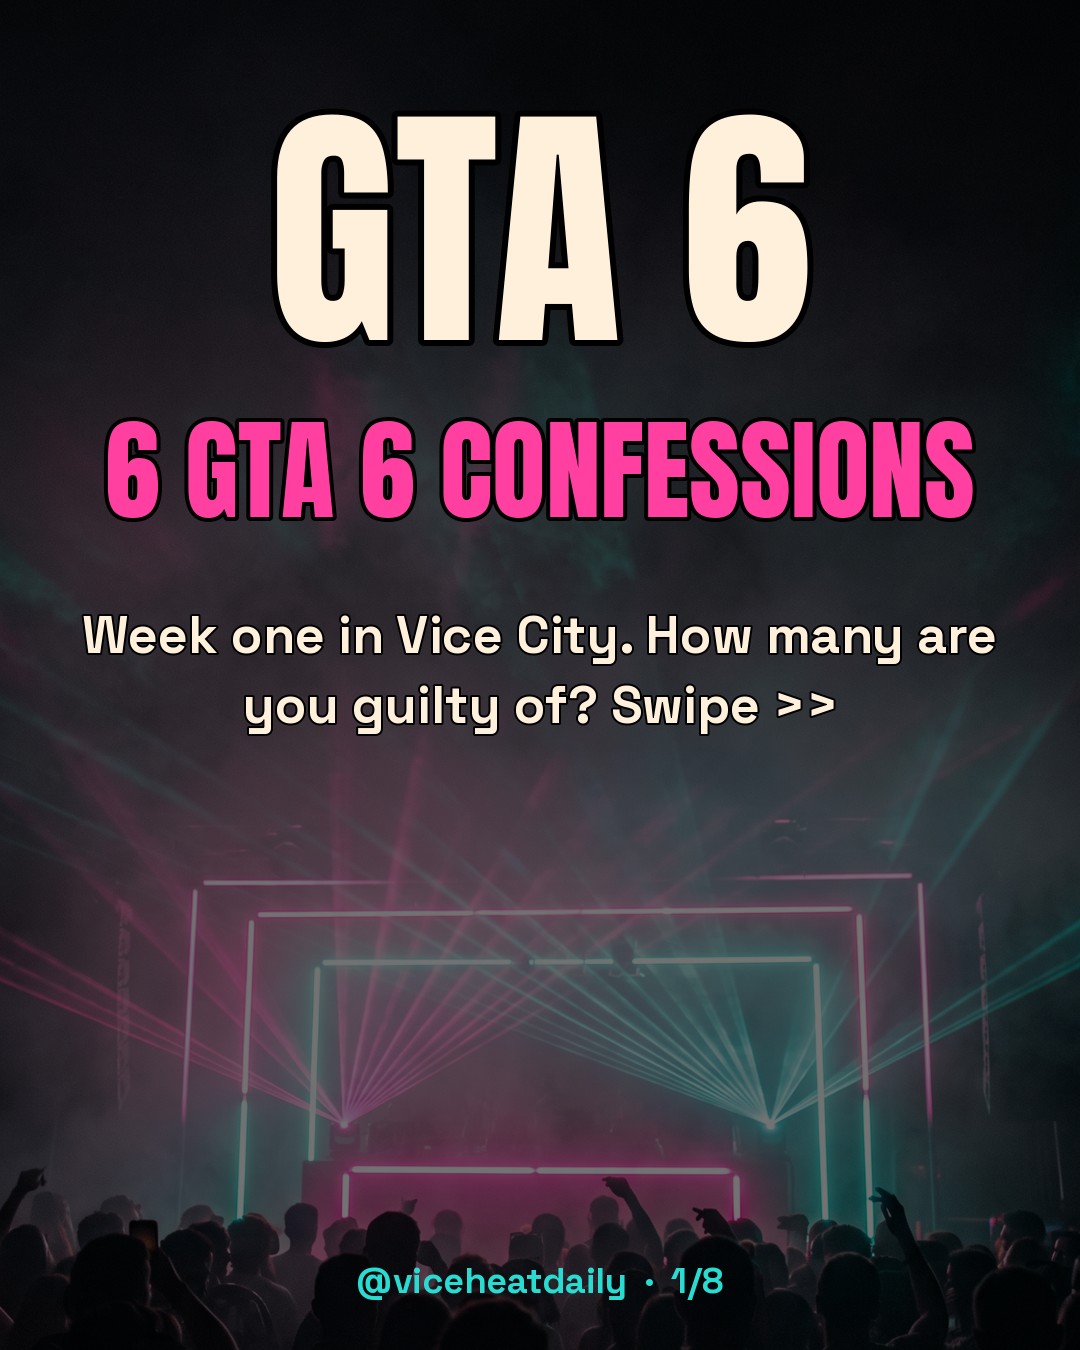 GTA 6
6 GTA 6 CONFESSIONS
Week one in Vice City. How many are
you guilty of? Swipe >>
@viceheatdaily · 1/8